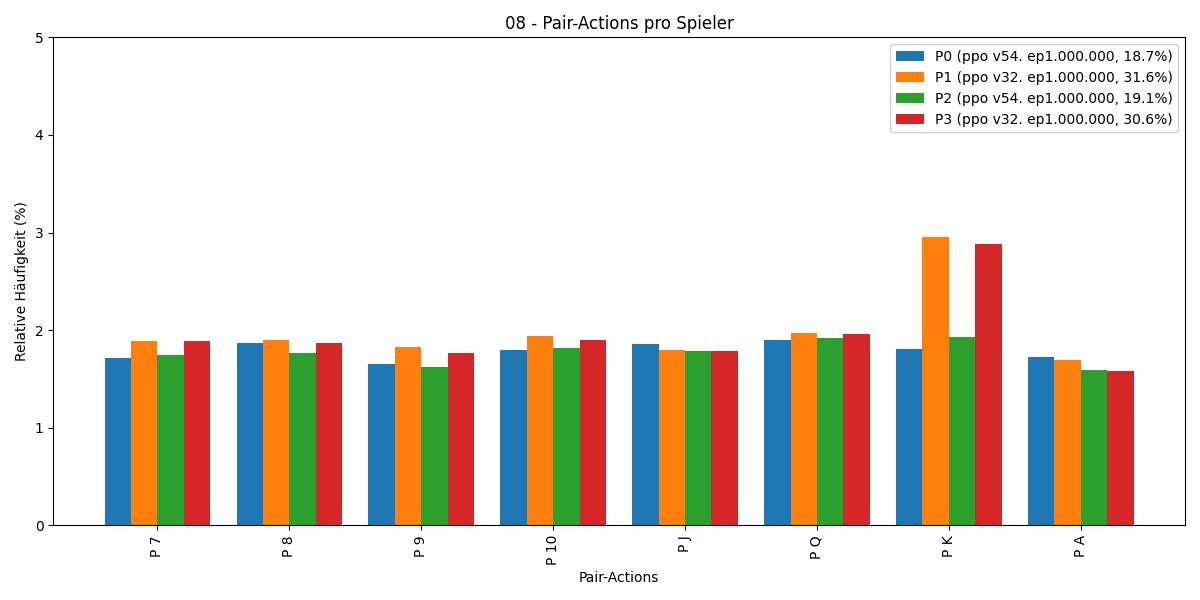 08 - Pair-Actions pro Spieler
P0 (ppo v54. ep1.000.000, 18.7%)
P1 (ppo v32. ep1.000.000, 31.6%)
P2 (ppo v54. ep1.000.000, 19.1%)
P3 (ppo v32. ep1.000.000, 30.6%)
Relative Häufigkeit (%)
5
4
3
2
1
0
P 7
P 8
P 9
P 10
P J
P Q
P K
P A
Pair-Actions